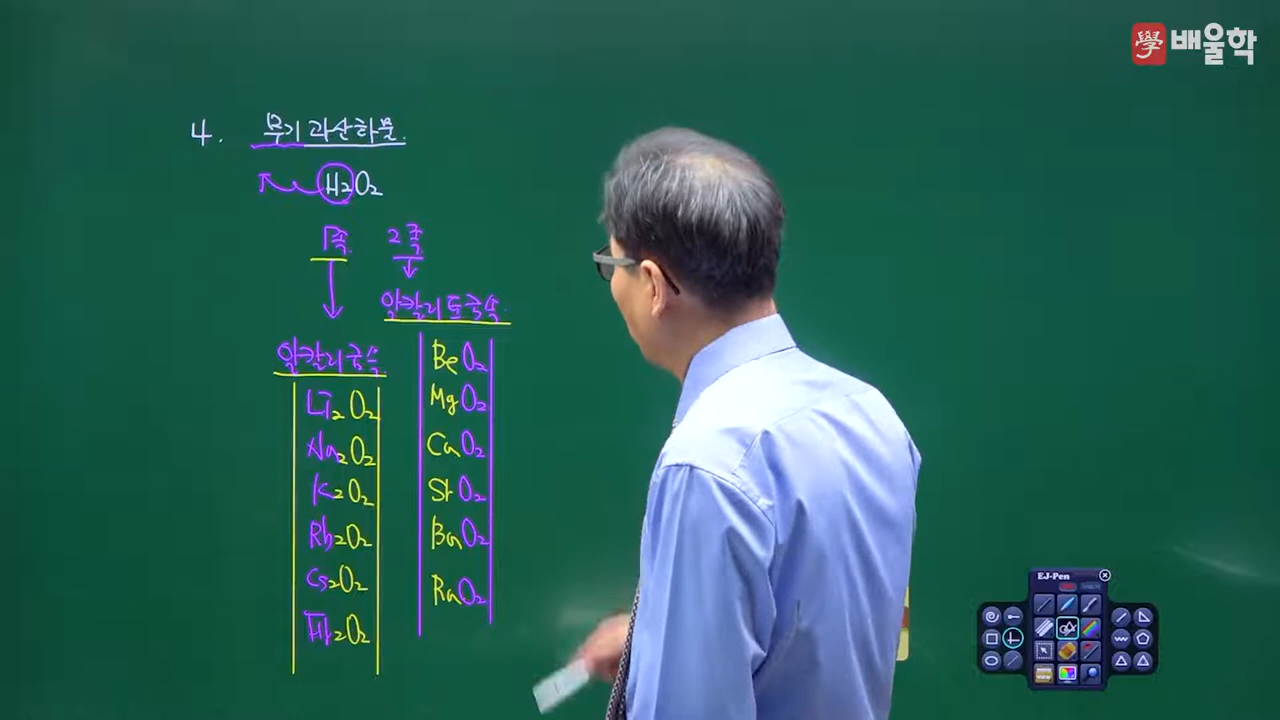 學 배울학
4. 무기과산화물.
H2O2
1족 2족
알칼리토금속.
알칼리금속
Li2O2
Na2O2
K2O2
Rb2O2
Cs2O2
Fr2O2
BeO2
MgO2
CaO2
SrO2
BaO2
RaO2
EJ-Pen